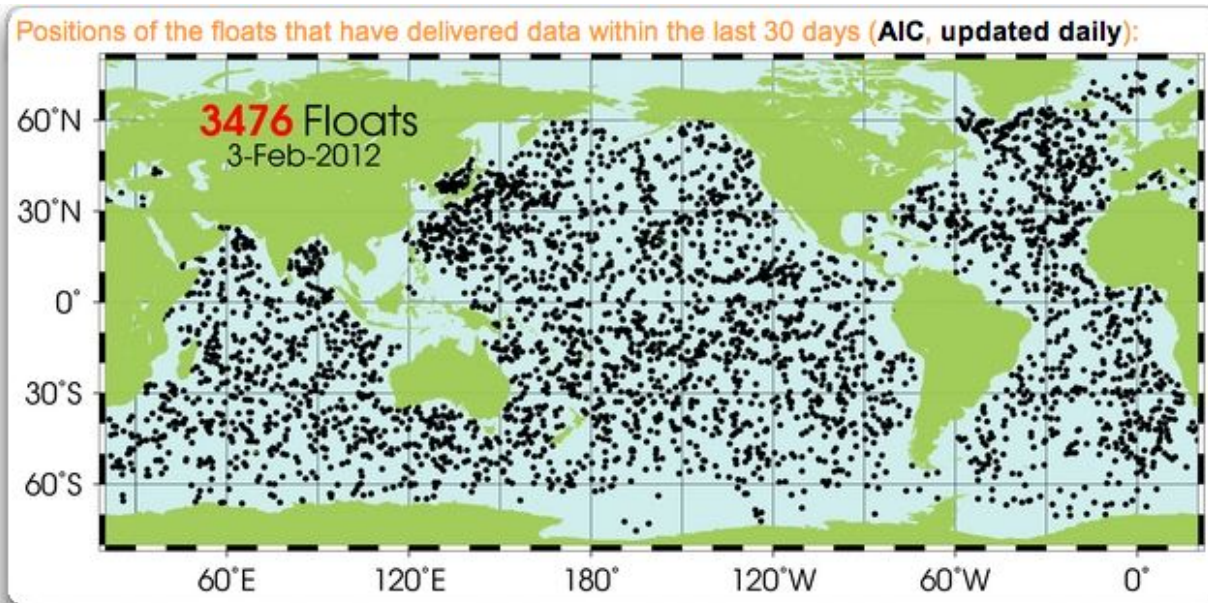 Positions of the floats that have delivered data within the last 30 days (AIC, updated daily):
3476 Floats
3-Feb-2012
60˚N
30˚N
0˚
30˚S
60˚S
60˚E 120˚E 180˚ 120˚W 60˚W 0˚